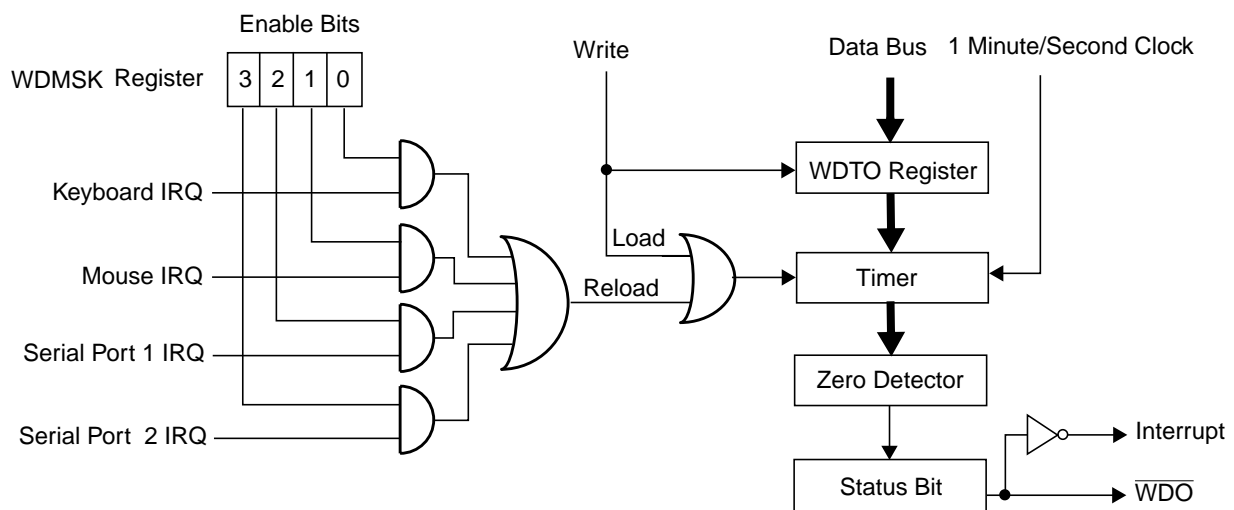 Enable Bits
WDMSK Register
3 2 1 0
Write
Data Bus
1 Minute/Second Clock
Keyboard IRQ
WDTO Register
Load
Mouse IRQ
Reload
Timer
Serial Port 1 IRQ
Zero Detector
Serial Port 2 IRQ
Interrupt
Status Bit
W̅D̅O̅